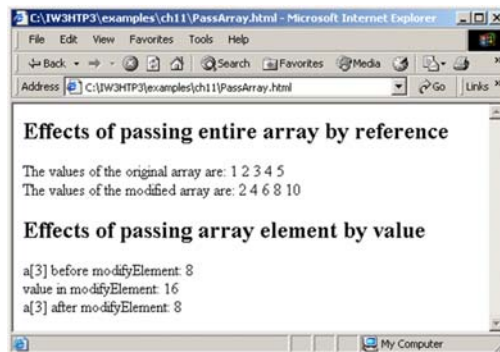 C:\IW3HTP3\examples\ch11\PassArray.html - Microsoft Internet Explorer
File Edit View Favorites Tools Help
Back Search Favorites Media
Address C:\IW3HTP3\examples\ch11\PassArray.html Go Links
Effects of passing entire array by reference
The values of the original array are: 1 2 3 4 5
The values of the modified array are: 2 4 6 8 10
Effects of passing array element by value
a[3] before modifyElement: 8
value in modifyElement: 16
a[3] after modifyElement: 8
My Computer